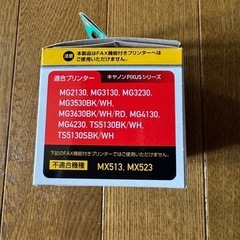 注意
本製品はFAX機能付きプリンターへは
ご使用いただけません。
適合プリンター
キヤノン PIXUSシリーズ
MG2130, MG3130, MG3230,
MG3530BK/WH,
MG3630BK/WH/RD, MG4130,
MG4230, TS5130BK/WH,
TS5130SBK/WH
下記のFAX機能付きプリンターではご使用いただけません。
不適合機種
MX513, MX523